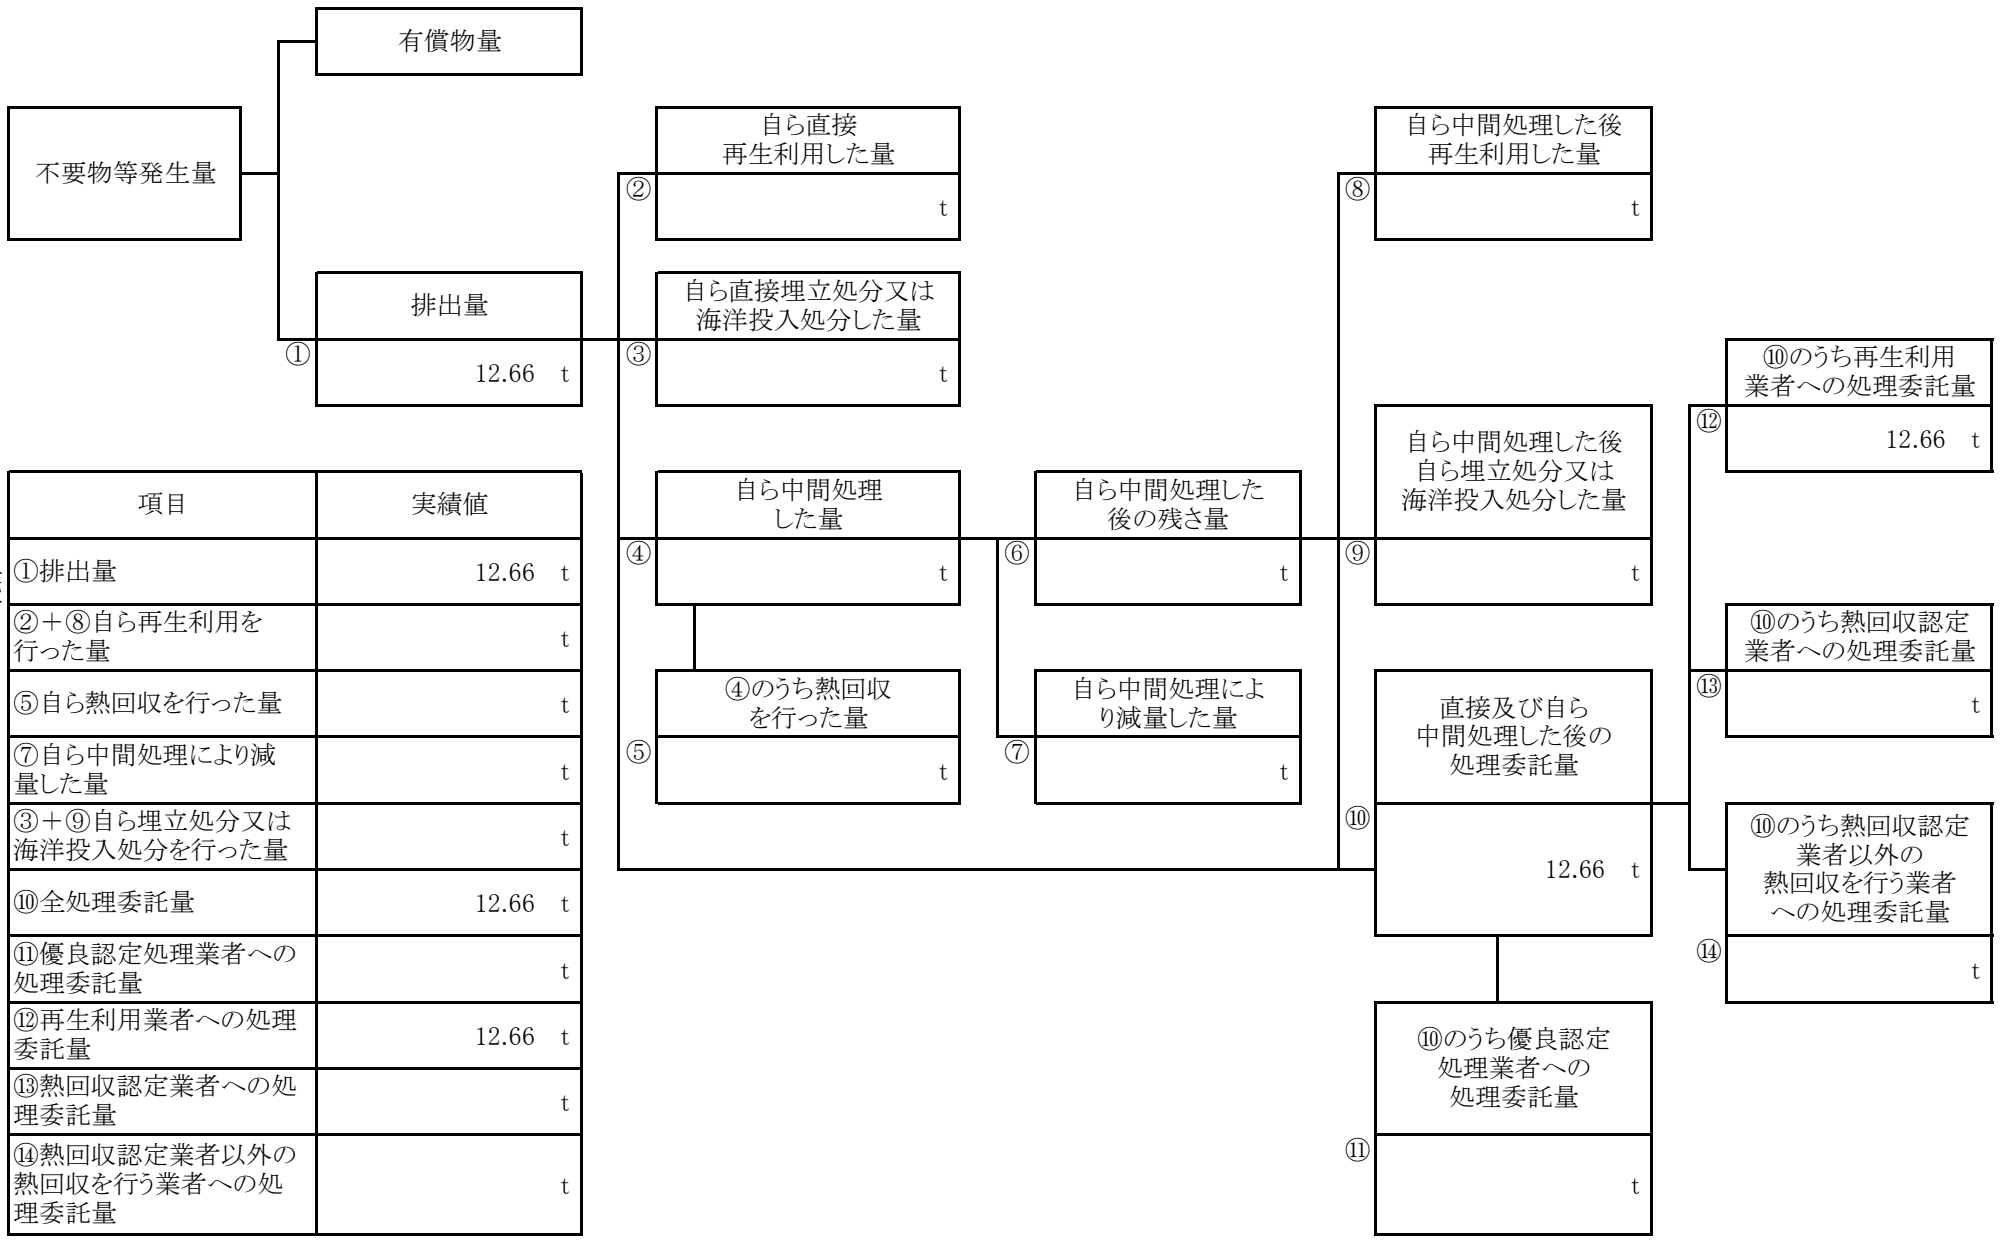 有償物量
不要物等発生量
排出量
①
12.66 t
自ら直接
再生利用した量
②
t
自ら直接埋立処分又は
海洋投入処分した量
③
t
自ら中間処理
した量
④
t
④のうち熱回収
を行った量
⑤
t
自ら中間処理した
後の残さ量
⑥
t
自ら中間処理によ
り減量した量
⑦
t
自ら中間処理した後
再生利用した量
⑧
t
自ら中間処理した後
自ら埋立処分又は
海洋投入処分した量
⑨
t
直接及び自ら
中間処理した後の
処理委託量
⑩
12.66 t
⑩のうち優良認定
処理業者への
処理委託量
⑪
t
⑩のうち再生利用
業者への処理委託量
⑫
12.66 t
⑩のうち熱回収認定
業者への処理委託量
⑬
t
⑩のうち熱回収認定
業者以外の
熱回収を行う業者
への処理委託量
⑭
t
項目 実績値
①排出量 12.66 t
②+⑧自ら再生利用を
行った量 t
⑤自ら熱回収を行った量 t
⑦自ら中間処理により減
量した量 t
③+⑨自ら埋立処分又は
海洋投入処分を行った量 t
⑩全処理委託量 12.66 t
⑪優良認定処理業者への
処理委託量 t
⑫再生利用業者への処理
委託量 12.66 t
⑬熱回収認定業者への処
理委託量 t
⑭熱回収認定業者以外の
熱回収を行う業者への処
理委託量 t